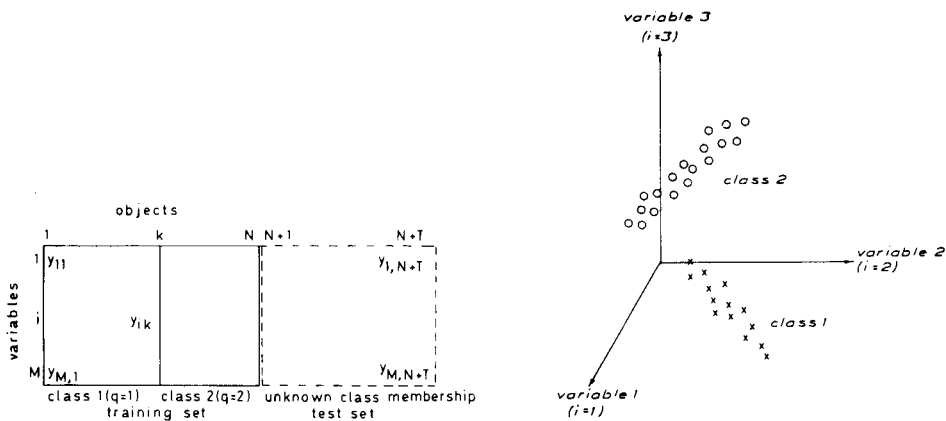 objects
1 k N N+1 N+T
variables
1 y11 y1,N+T
i yik
M yM,1 yM,N+T
class 1(q=1) class 2(q=2) unknown class membership
training set test set
variable 3
(i=3)
class 2
variable 2
(i=2)
class 1
variable 1
(i=1)